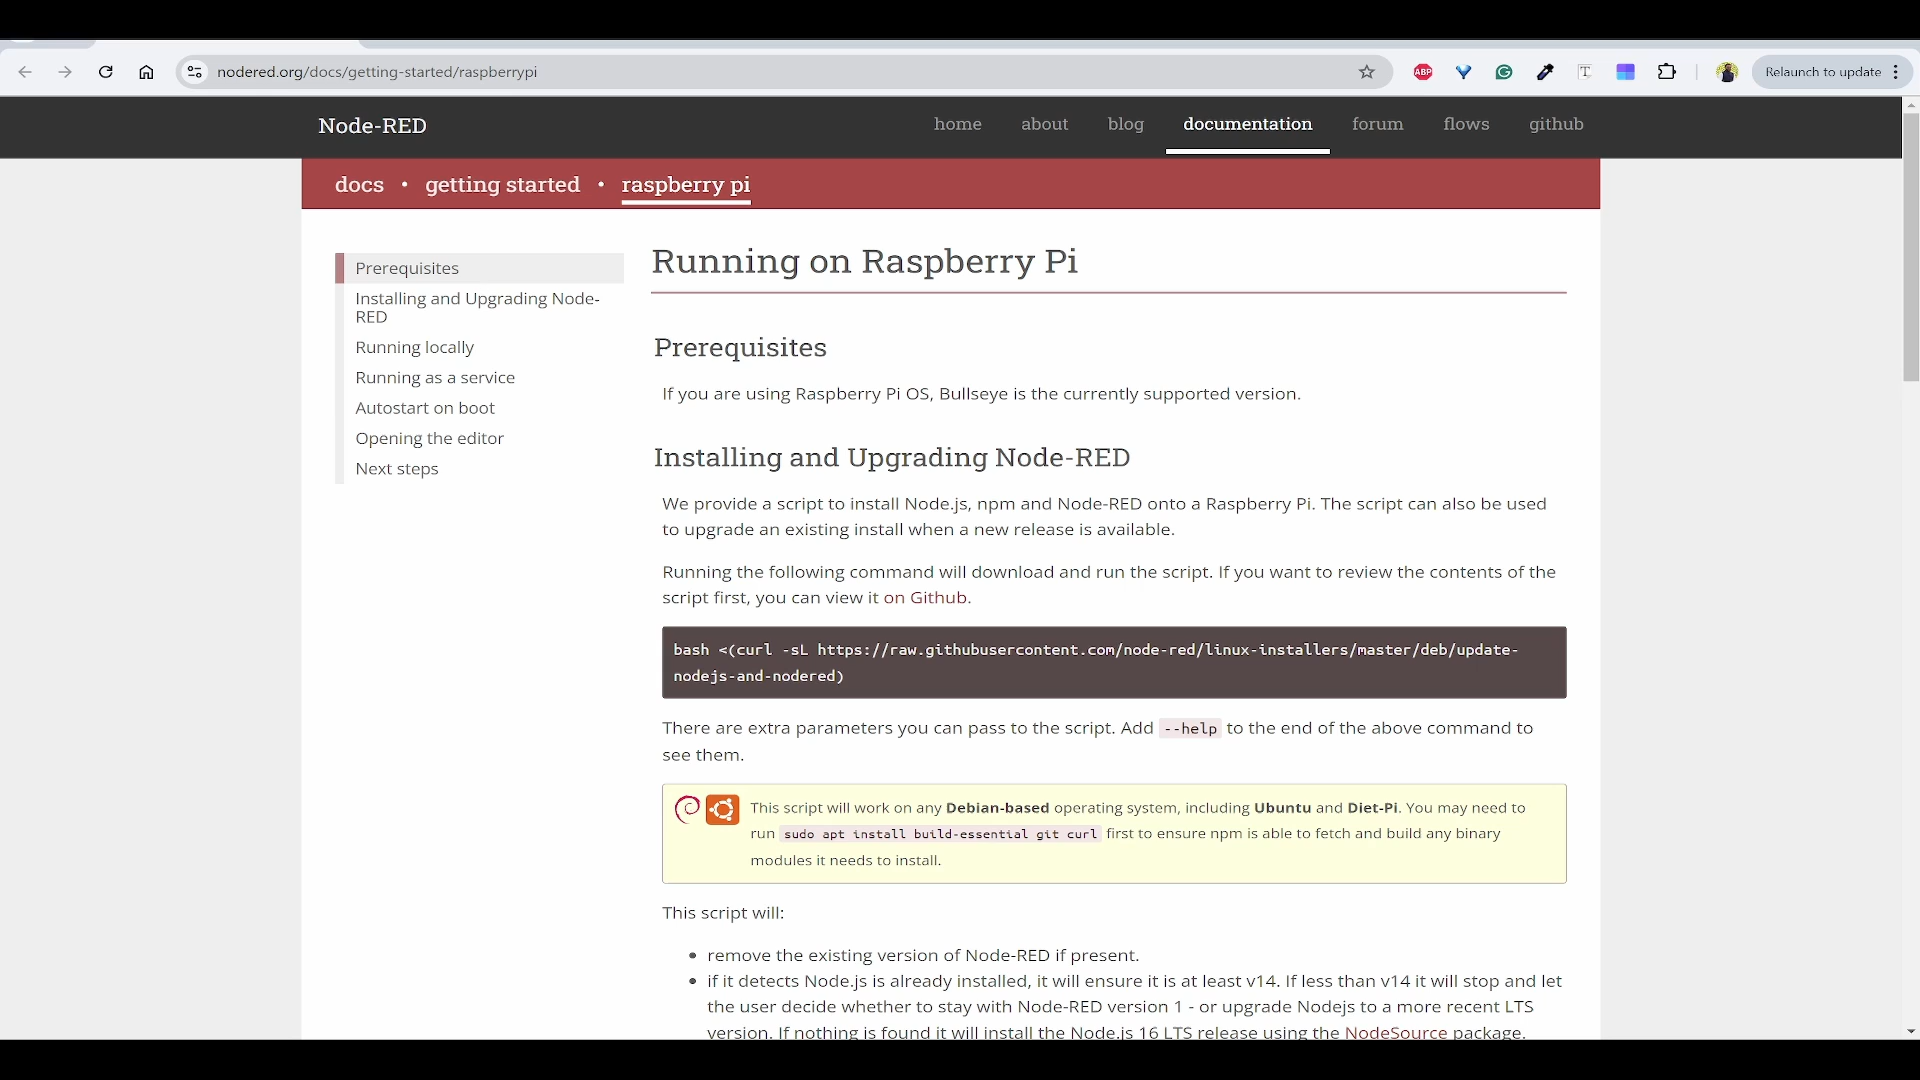 nodered.org/docs/getting-started/raspberrypi
ABP
T
Relaunch to update
Node-RED
home
about
blog
documentation
forum
flows
github
docs • getting started • raspberry pi
Prerequisites
Installing and Upgrading Node-
RED
Running locally
Running as a service
Autostart on boot
Opening the editor
Next steps
Running on Raspberry Pi
Prerequisites
If you are using Raspberry Pi OS, Bullseye is the currently supported version.
Installing and Upgrading Node-RED
We provide a script to install Node.js, npm and Node-RED onto a Raspberry Pi. The script can also be used
to upgrade an existing install when a new release is available.
Running the following command will download and run the script. If you want to review the contents of the
script first, you can view it on Github.
bash <(curl -sL https://raw.githubusercontent.com/node-red/linux-installers/master/deb/update-
nodejs-and-nodered)
There are extra parameters you can pass to the script. Add --help to the end of the above command to
see them.
This script will work on any Debian-based operating system, including Ubuntu and Diet-Pi. You may need to
run sudo apt install build-essential git curl first to ensure npm is able to fetch and build any binary
modules it needs to install.
This script will:
• remove the existing version of Node-RED if present.
• if it detects Node.js is already installed, it will ensure it is at least v14. If less than v14 it will stop and let
the user decide whether to stay with Node-RED version 1 - or upgrade Nodejs to a more recent LTS
version. If nothing is found it will install the Node.js 16 LTS release using the NodeSource package.